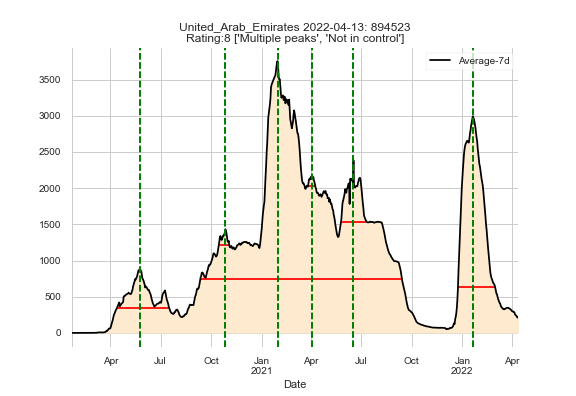 United_Arab_Emirates 2022-04-13: 894523
Rating:8 ['Multiple peaks', 'Not in control']
Average-7d
3500
3000
2500
2000
1500
1000
500
0
Apr Jul Oct Jan Apr Jul Oct Jan Apr
2021 2022
Date